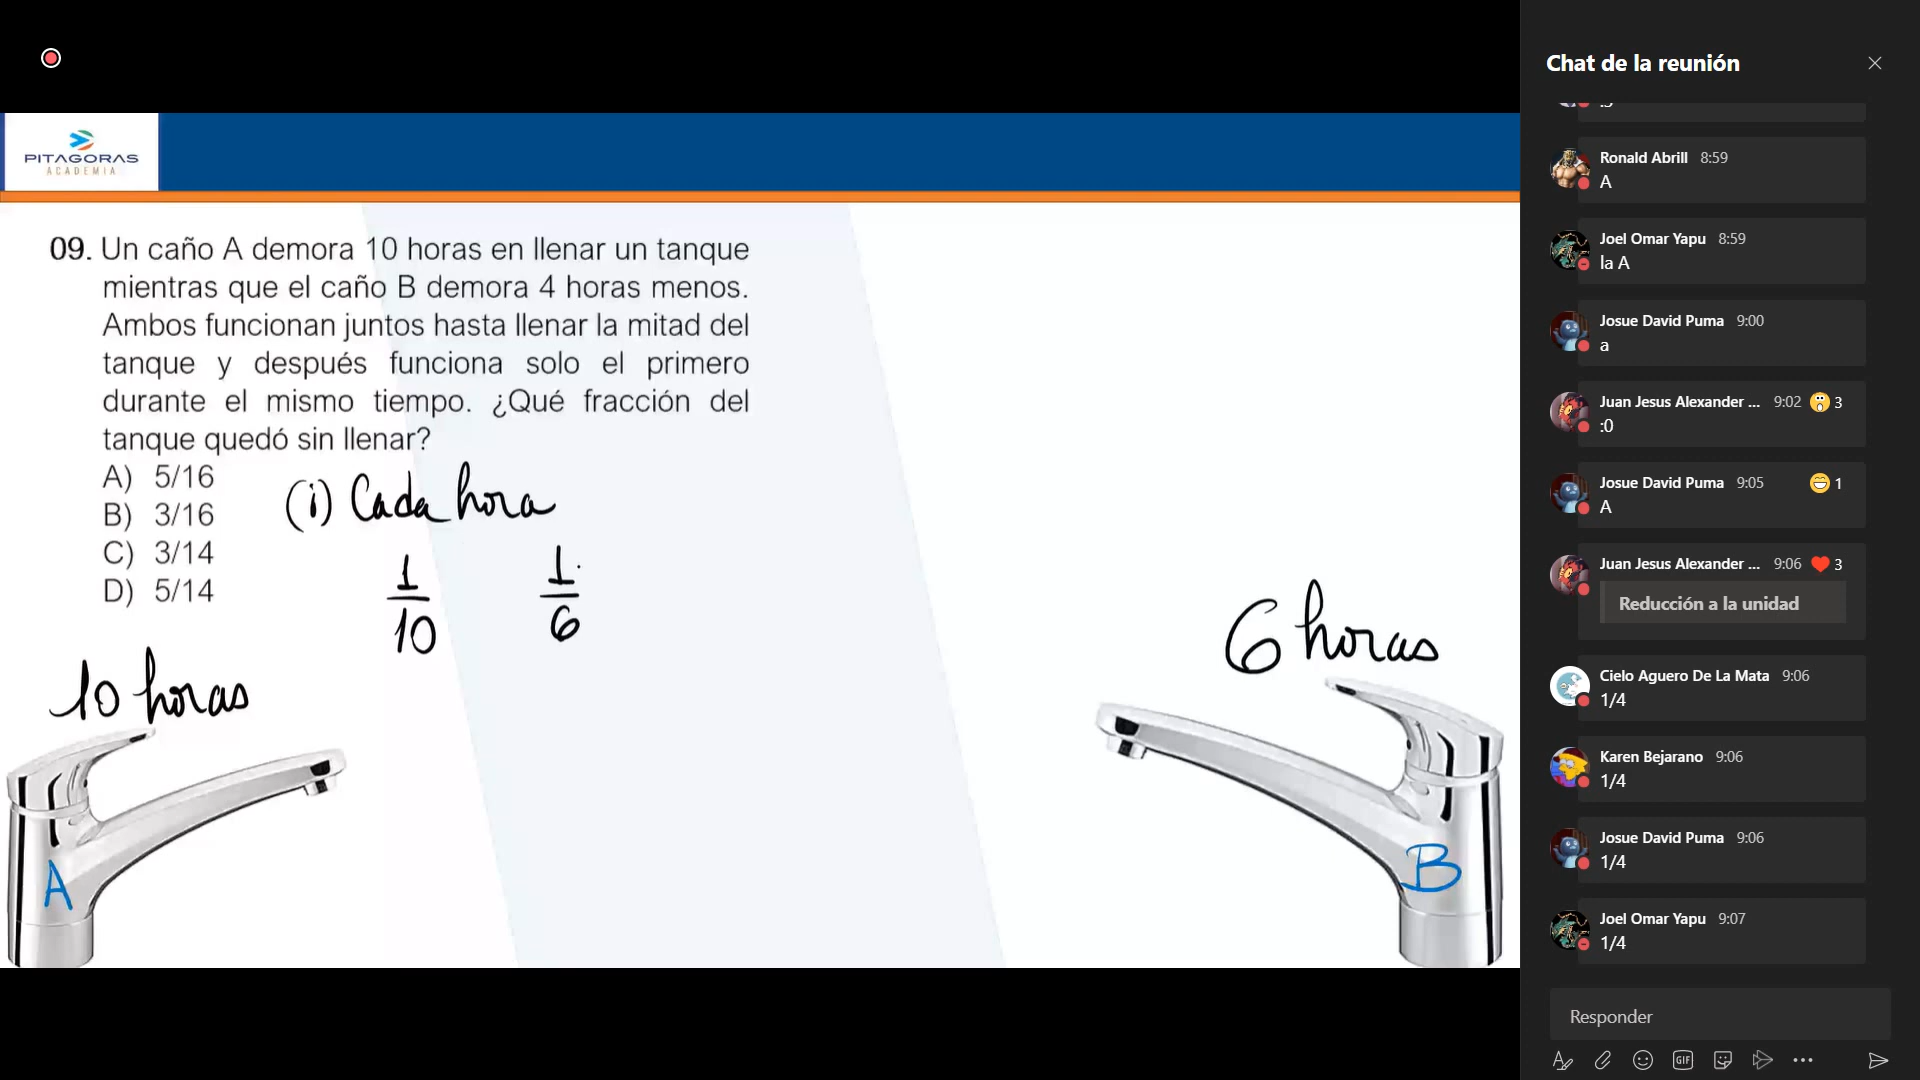 PITAGORAS
ACADEMIA
09. Un caño A demora 10 horas en llenar un tanque
mientras que el caño B demora 4 horas menos.
Ambos funcionan juntos hasta llenar la mitad del
tanque y después funciona solo el primero
durante el mismo tiempo. ¿Qué fracción del
tanque quedó sin llenar?
A) 5/16
B) 3/16
C) 3/14
D) 5/14
(i) Cada hora
1/10 1/6
10 horas
6 horas
A
B
Chat de la reunión
Ronald Abrill 8:59
A
Joel Omar Yapu 8:59
la A
Josue David Puma 9:00
a
Juan Jesus Alexander ... 9:02 3
:0
Josue David Puma 9:05 1
A
Juan Jesus Alexander ... 9:06 3
Reducción a la unidad
Cielo Aguero De La Mata 9:06
1/4
Karen Bejarano 9:06
1/4
Josue David Puma 9:06
1/4
Joel Omar Yapu 9:07
1/4
Responder
GIF